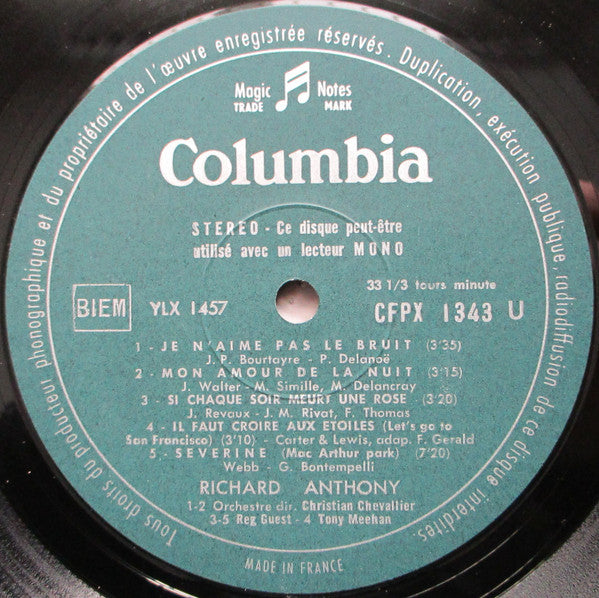 Tous droits du producteur phonographique et du propriétaire de l'œuvre enregistrée réservés. Duplication, exécution publique, radiodiffusion de ce disque interdites.
Magic Notes
TRADE MARK
Columbia
STEREO - Ce disque peut-être
utilisé avec un lecteur MONO
33 1/3 tours minute
BIEM YLX 1457 CFPX 1343 U
1 - JE N'AIME PAS LE BRUIT (3'35)
J. P. Bourtayre - P. Delanoë
2 - MON AMOUR DE LA NUIT (3'15)
J. Walter - M. Simille, M. Delancray
3 - SI CHAQUE SOIR MEURT UNE ROSE (3'20)
J. Revaux - J. M. Rivat, F. Thomas
4 - IL FAUT CROIRE AUX ETOILES (Let's go to
San Francisco) (3'10) - Carter & Lewis, adap. F. Gerald
5 - SEVERINE (Mac Arthur park) (7'20)
Webb - G. Bontempelli
RICHARD ANTHONY
1-2 Orchestre dir. Christian Chevallier
3-5 Reg Guest - 4 Tony Meehan
MADE IN FRANCE